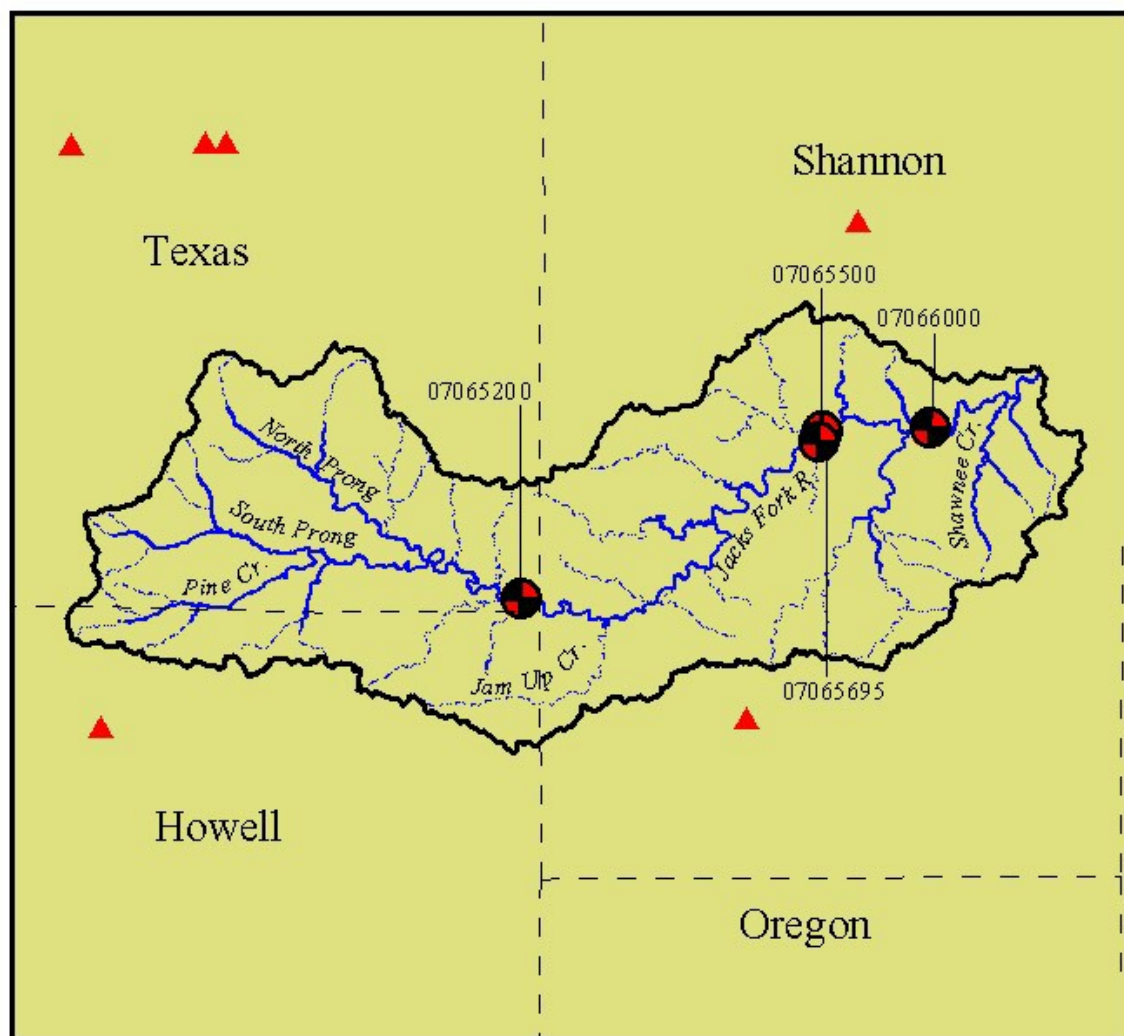 Shannon
Texas
07065500
07066000
07065200
North Prong
South Prong
Pine Cr.
Jacks Fork R.
Shawnee Cr.
Jam Up Cr.
07065695
Howell
Oregon